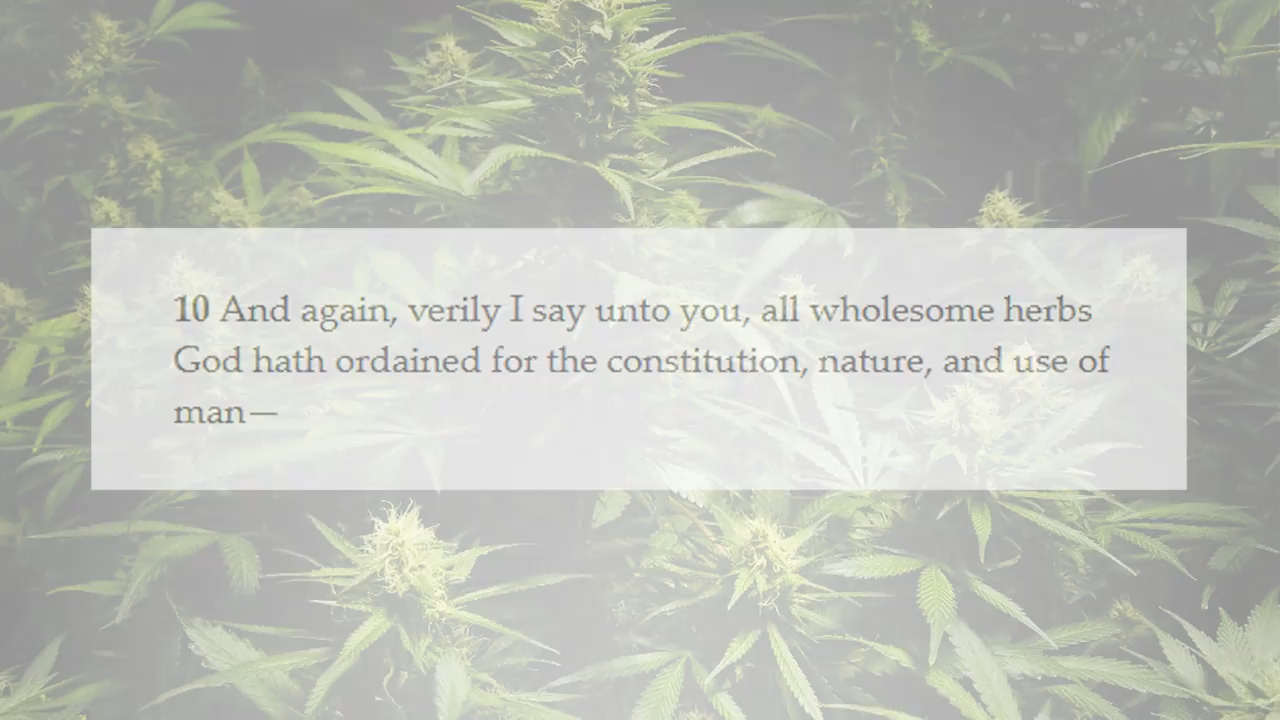 10 And again, verily I say unto you, all wholesome herbs
God hath ordained for the constitution, nature, and use of
man—